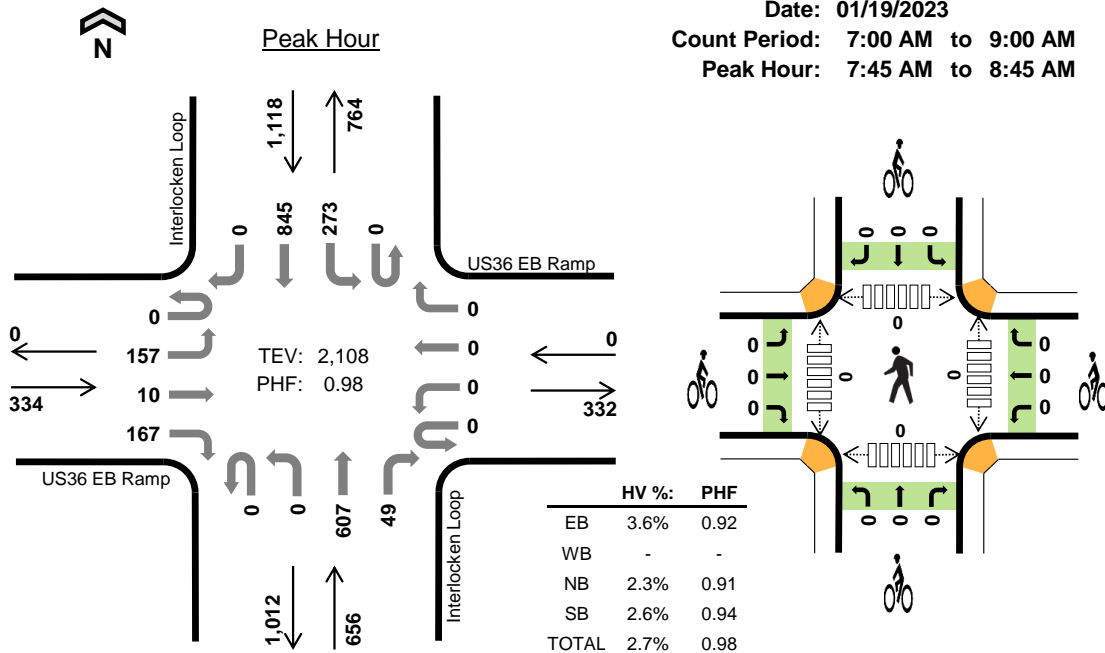 N
Peak Hour
Date: 01/19/2023
Count Period: 7:00 AM to 9:00 AM
Peak Hour: 7:45 AM to 8:45 AM
Interlocken Loop
1,118
764
0
845
273
0
US36 EB Ramp
0
157
10
167
0
334
TEV: 2,108
PHF: 0.98
0
0
0
0
0
332
US36 EB Ramp
0
0
607
49
1,012
656
Interlocken Loop
HV %: PHF
EB 3.6% 0.92
WB - -
NB 2.3% 0.91
SB 2.6% 0.94
TOTAL 2.7% 0.98
0 0 0
0
0
0
0
0
0
0
0
0
0
0
0 0 0